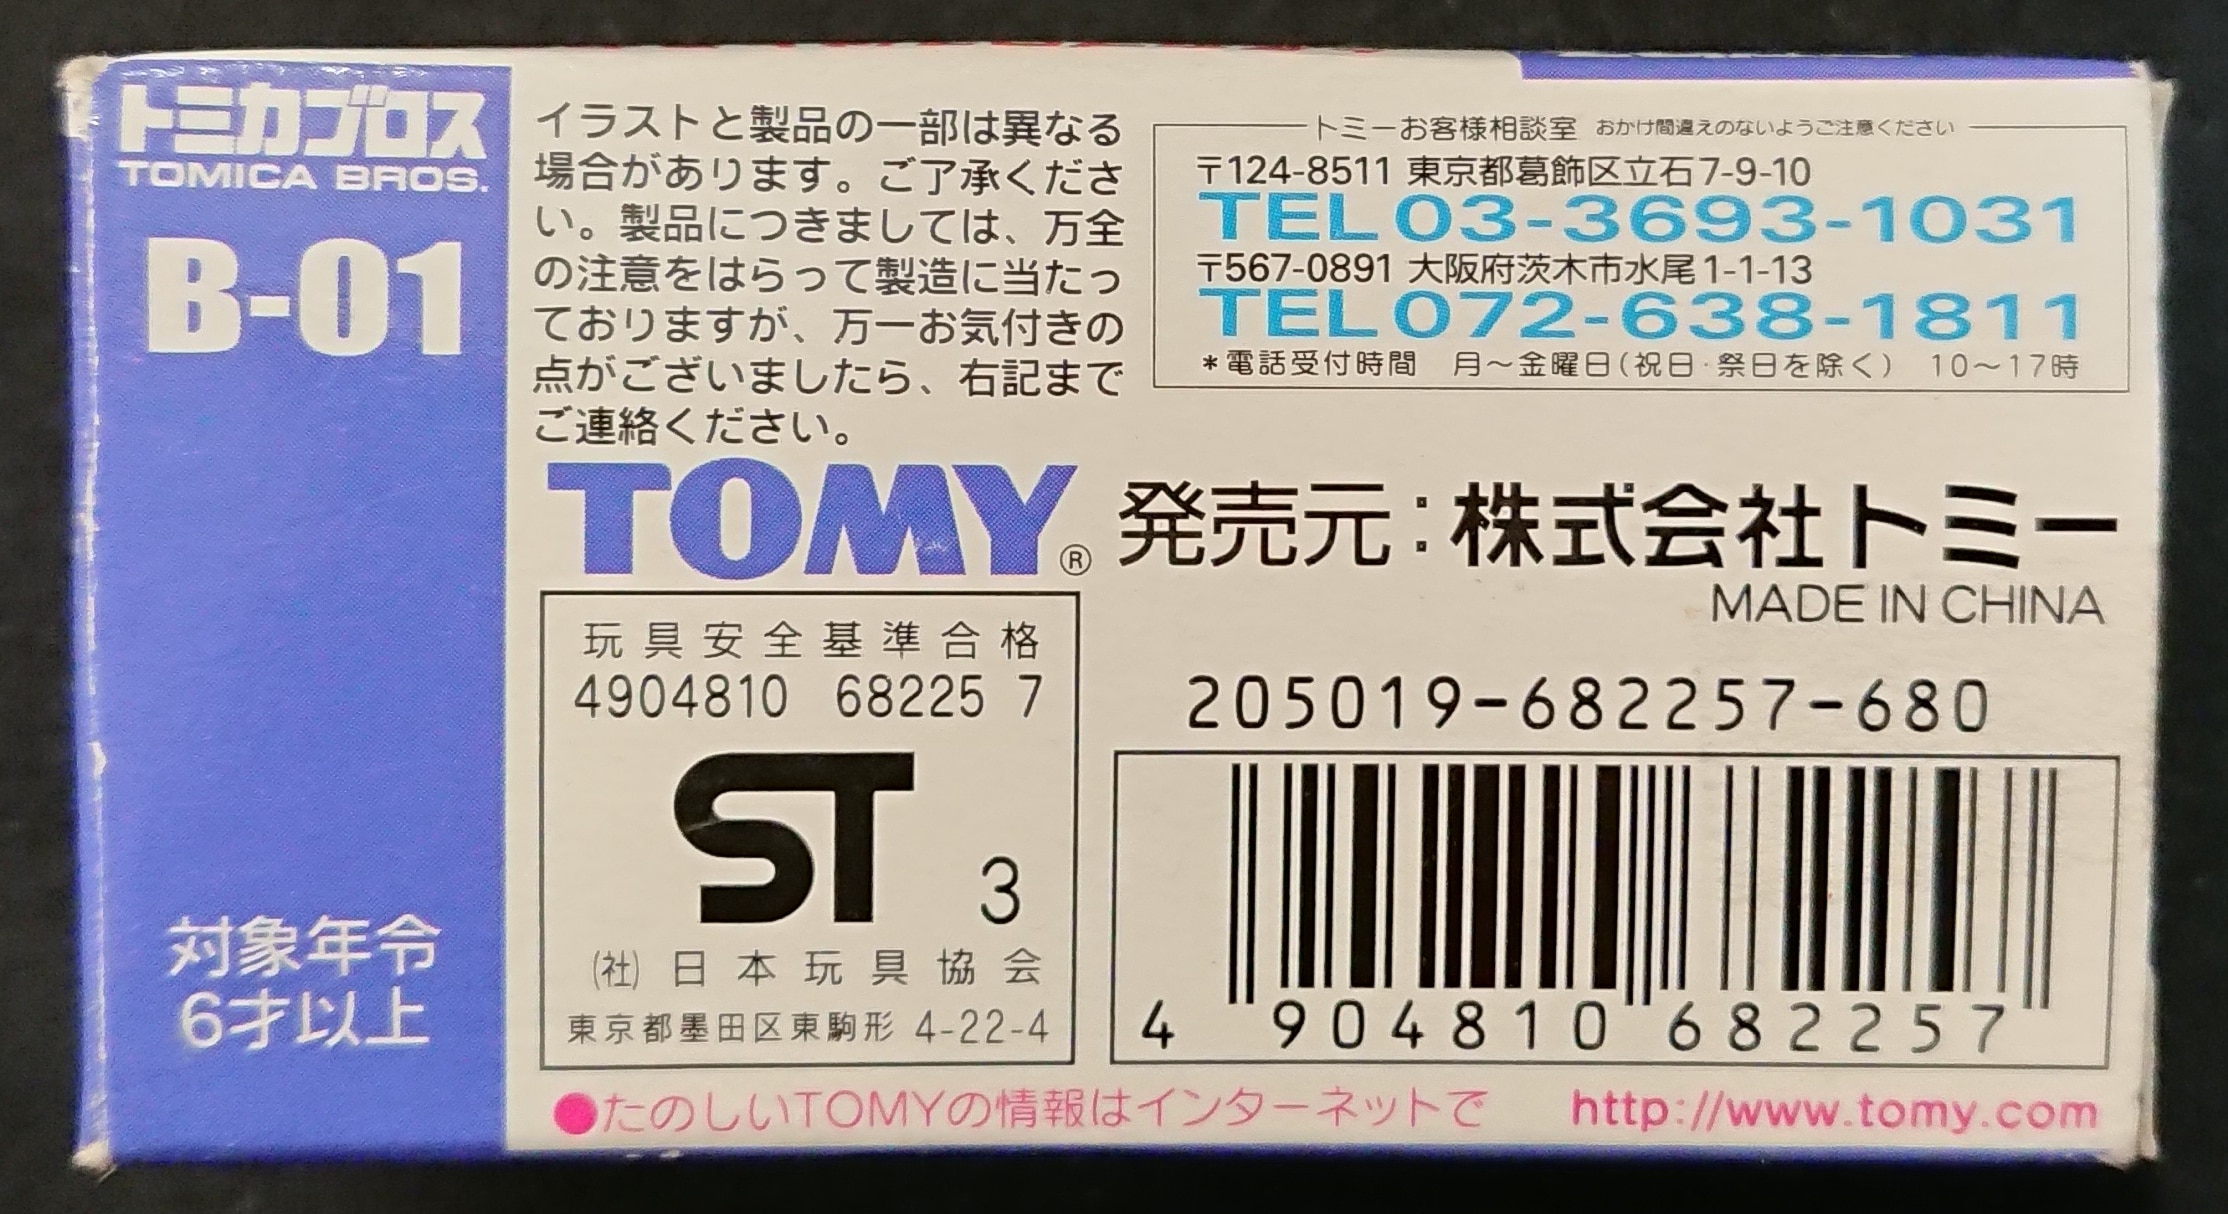 トミカブロス
TOMICA BROS.
B-01
対象年令
6才以上
イラストと製品の一部は異なる
場合があります。ご了承くださ
い。製品につきましては、万全
の注意をはらって製造に当たっ
ておりますが、万一お気付きの
点がございましたら、右記まで
ご連絡ください。
トミーお客様相談室 おかけ間違えのないようご注意ください
〒124-8511 東京都葛飾区立石7-9-10
TEL03-3693-1031
〒567-0891 大阪府茨木市水尾1-1-13
TEL072-638-1811
*電話受付時間 月〜金曜日(祝日·祭日を除く) 10〜17時
TOMY® 発売元:株式会社トミー
MADE IN CHINA
玩具安全基準合格
4904810 68225 7
ST 3
(社)日本玩具協会
東京都墨田区東駒形 4-22-4
205019-682257-680
4 904810 682257
●たのしいTOMYの情報はインターネットで http://www.tomy.com